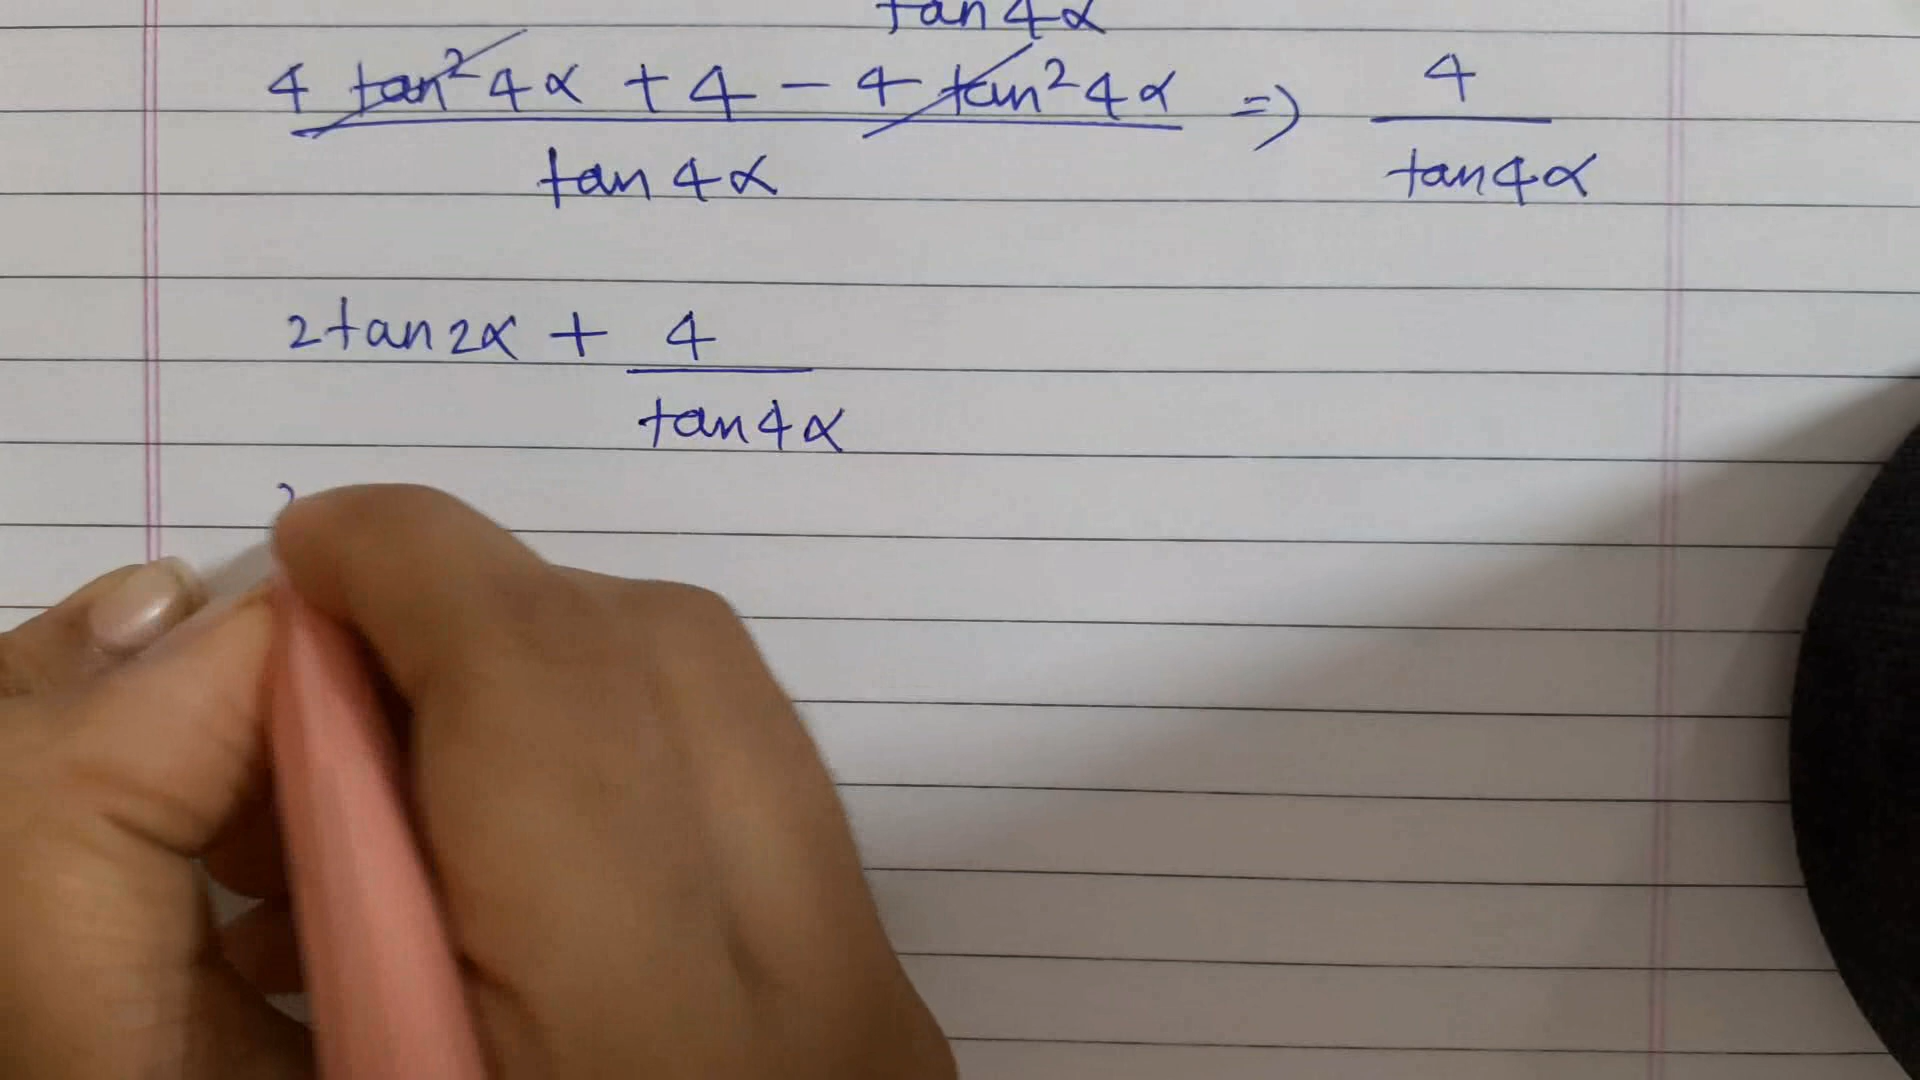 tan 4α
4 tan² 4α + 4 - 4 tan² 4α => 4
tan 4α tan 4α
2 tan 2α + 4
tan 4α
2